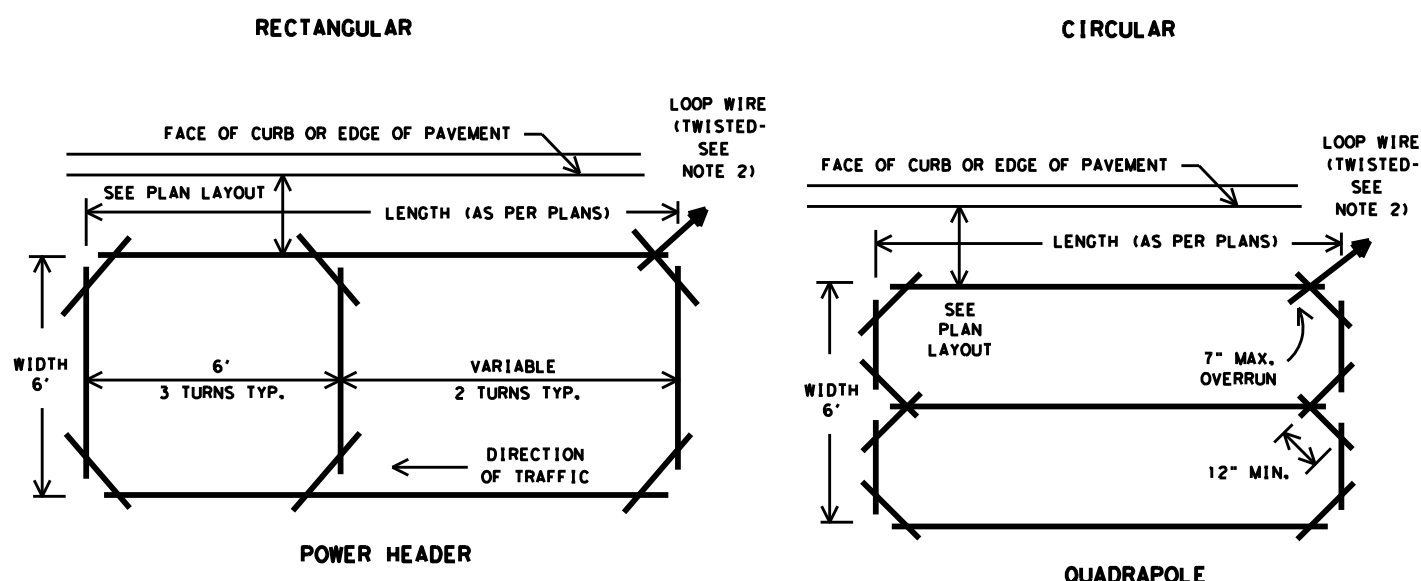 RECTANGULAR
CIRCULAR
LOOP WIRE
(TWISTED-
SEE
NOTE 2)
FACE OF CURB OR EDGE OF PAVEMENT
SEE PLAN LAYOUT
LENGTH (AS PER PLANS)
WIDTH
6'
6'
3 TURNS TYP.
VARIABLE
2 TURNS TYP.
DIRECTION
OF TRAFFIC
POWER HEADER
LOOP WIRE
(TWISTED-
SEE
NOTE 2)
FACE OF CURB OR EDGE OF PAVEMENT
LENGTH (AS PER PLANS)
SEE
PLAN
LAYOUT
7" MAX.
OVERRUN
WIDTH
6'
12" MIN.
QUADRAPOLE